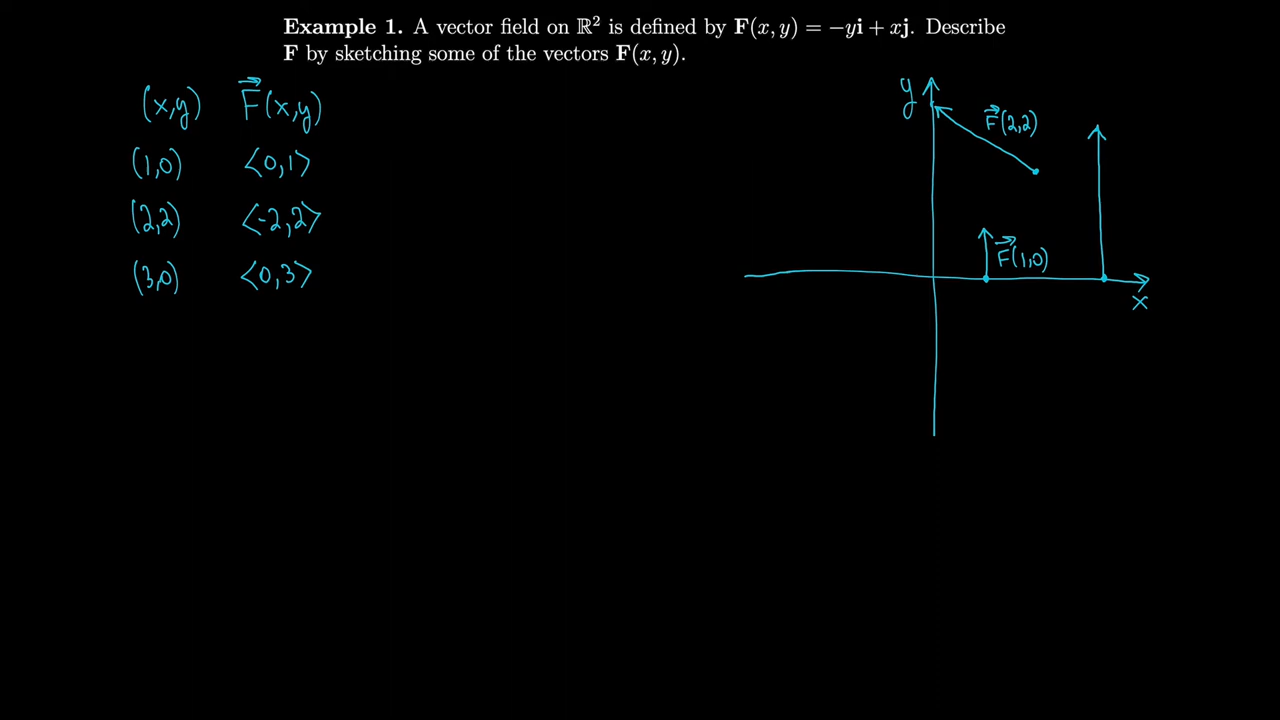 Example 1. A vector field on ℝ² is defined by F(x, y) = −yi + xj. Describe
F by sketching some of the vectors F(x, y).
(x,y) F⃗(x,y)
(1,0) ⟨0,1⟩
(2,2) ⟨-2,2⟩
(3,0) ⟨0,3⟩
y
F⃗(2,2)
F⃗(1,0)
x